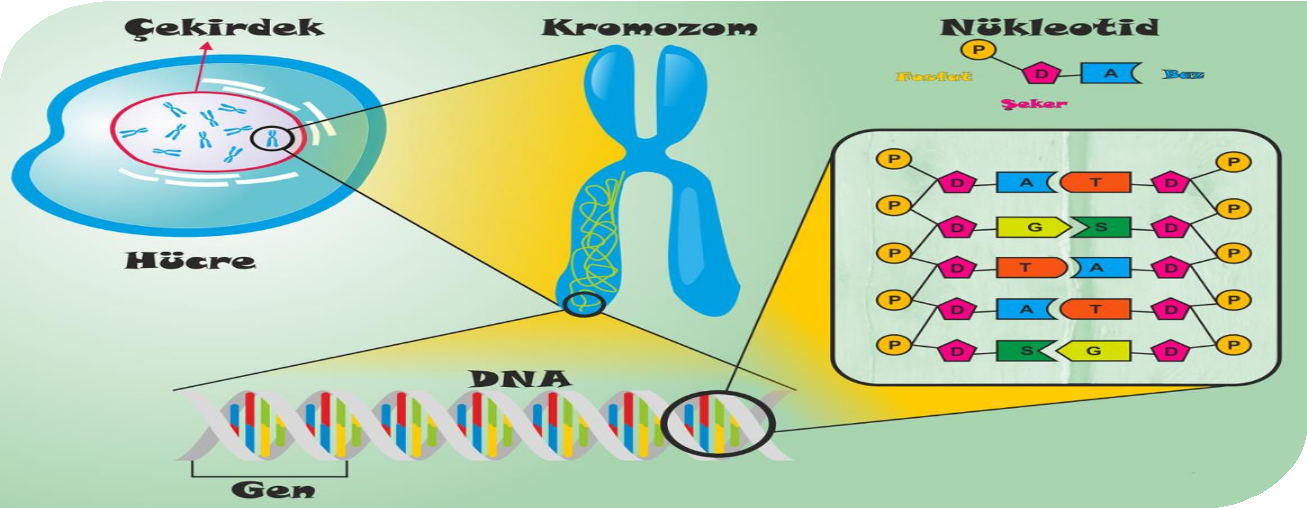 Çekirdek
Kromozom
Nükleotid
P
D A
Fosfat
Baz
Şeker
Hücre
P P
D A T D
P P
D G S D
P P
D T A D
P P
D A T D
P P
D S G D
DNA
Gen